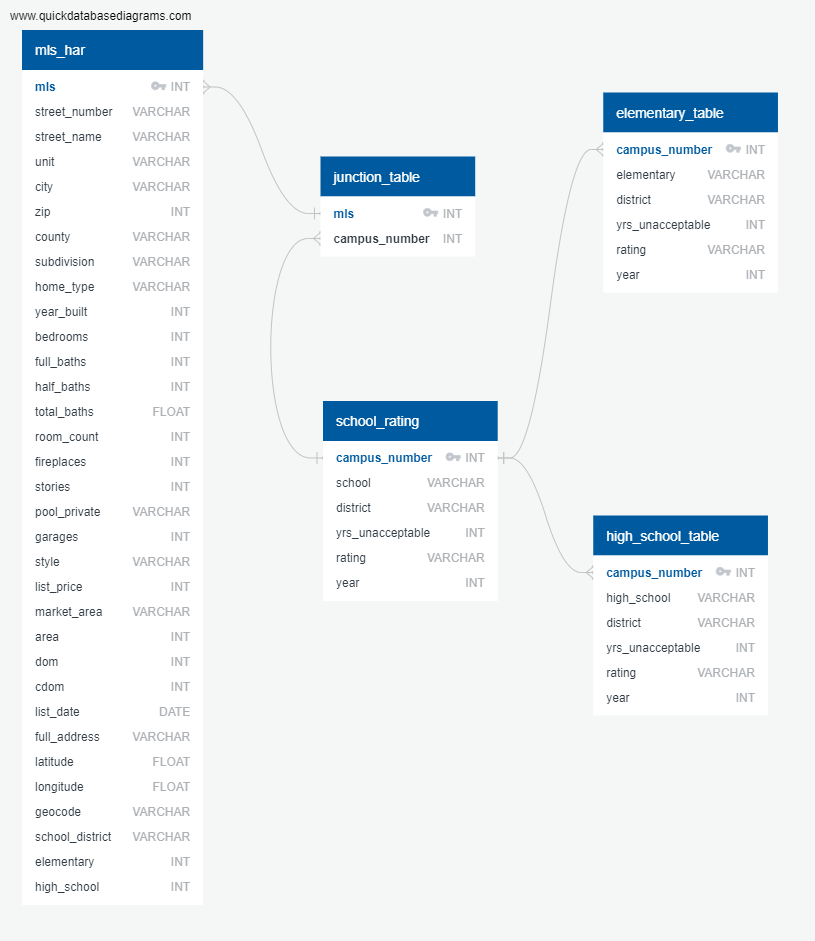 www.quickdatabasediagrams.com
mls_har
mls INT
street_number VARCHAR
street_name VARCHAR
unit VARCHAR
city VARCHAR
zip INT
county VARCHAR
subdivision VARCHAR
home_type VARCHAR
year_built INT
bedrooms INT
full_baths INT
half_baths INT
total_baths FLOAT
room_count INT
fireplaces INT
stories INT
pool_private VARCHAR
garages INT
style VARCHAR
list_price INT
market_area VARCHAR
area INT
dom INT
cdom INT
list_date DATE
full_address VARCHAR
latitude FLOAT
longitude FLOAT
geocode VARCHAR
school_district VARCHAR
elementary INT
high_school INT
junction_table
mls INT
campus_number INT
school_rating
campus_number INT
school VARCHAR
district VARCHAR
yrs_unacceptable INT
rating VARCHAR
year INT
elementary_table
campus_number INT
elementary VARCHAR
district VARCHAR
yrs_unacceptable INT
rating VARCHAR
year INT
high_school_table
campus_number INT
high_school VARCHAR
district VARCHAR
yrs_unacceptable INT
rating VARCHAR
year INT